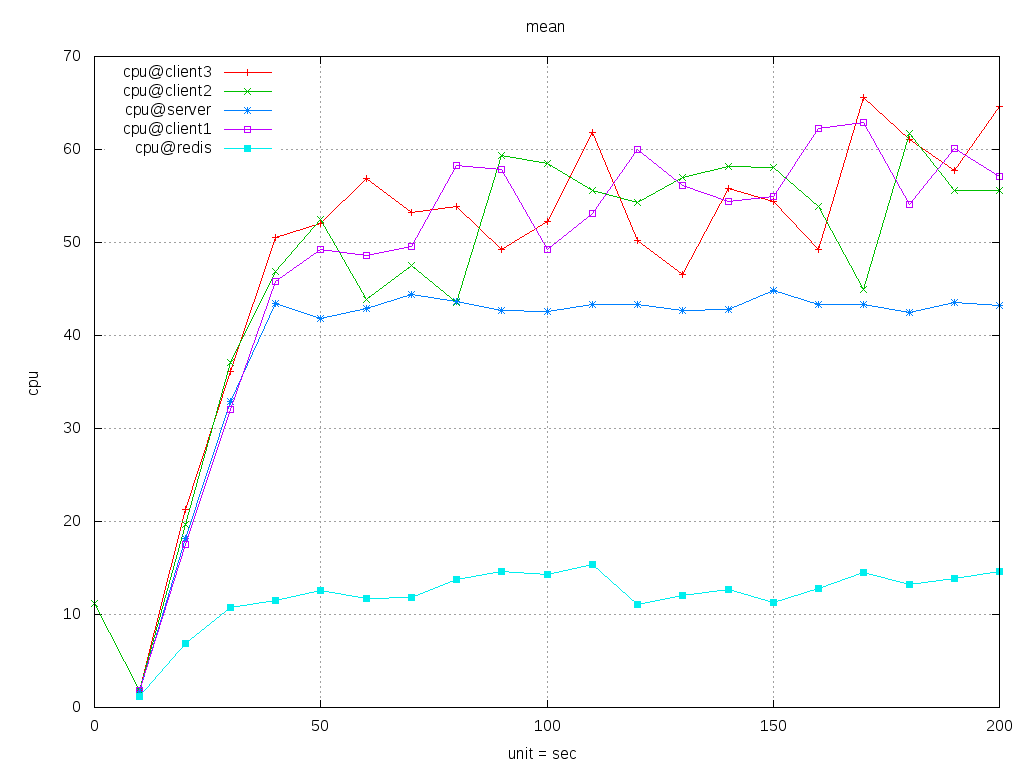 mean
70
60
50
40
30
20
10
0
cpu@client3
cpu@client2
cpu@server
cpu@client1
cpu@redis
cpu
0 50 100 150 200
unit = sec